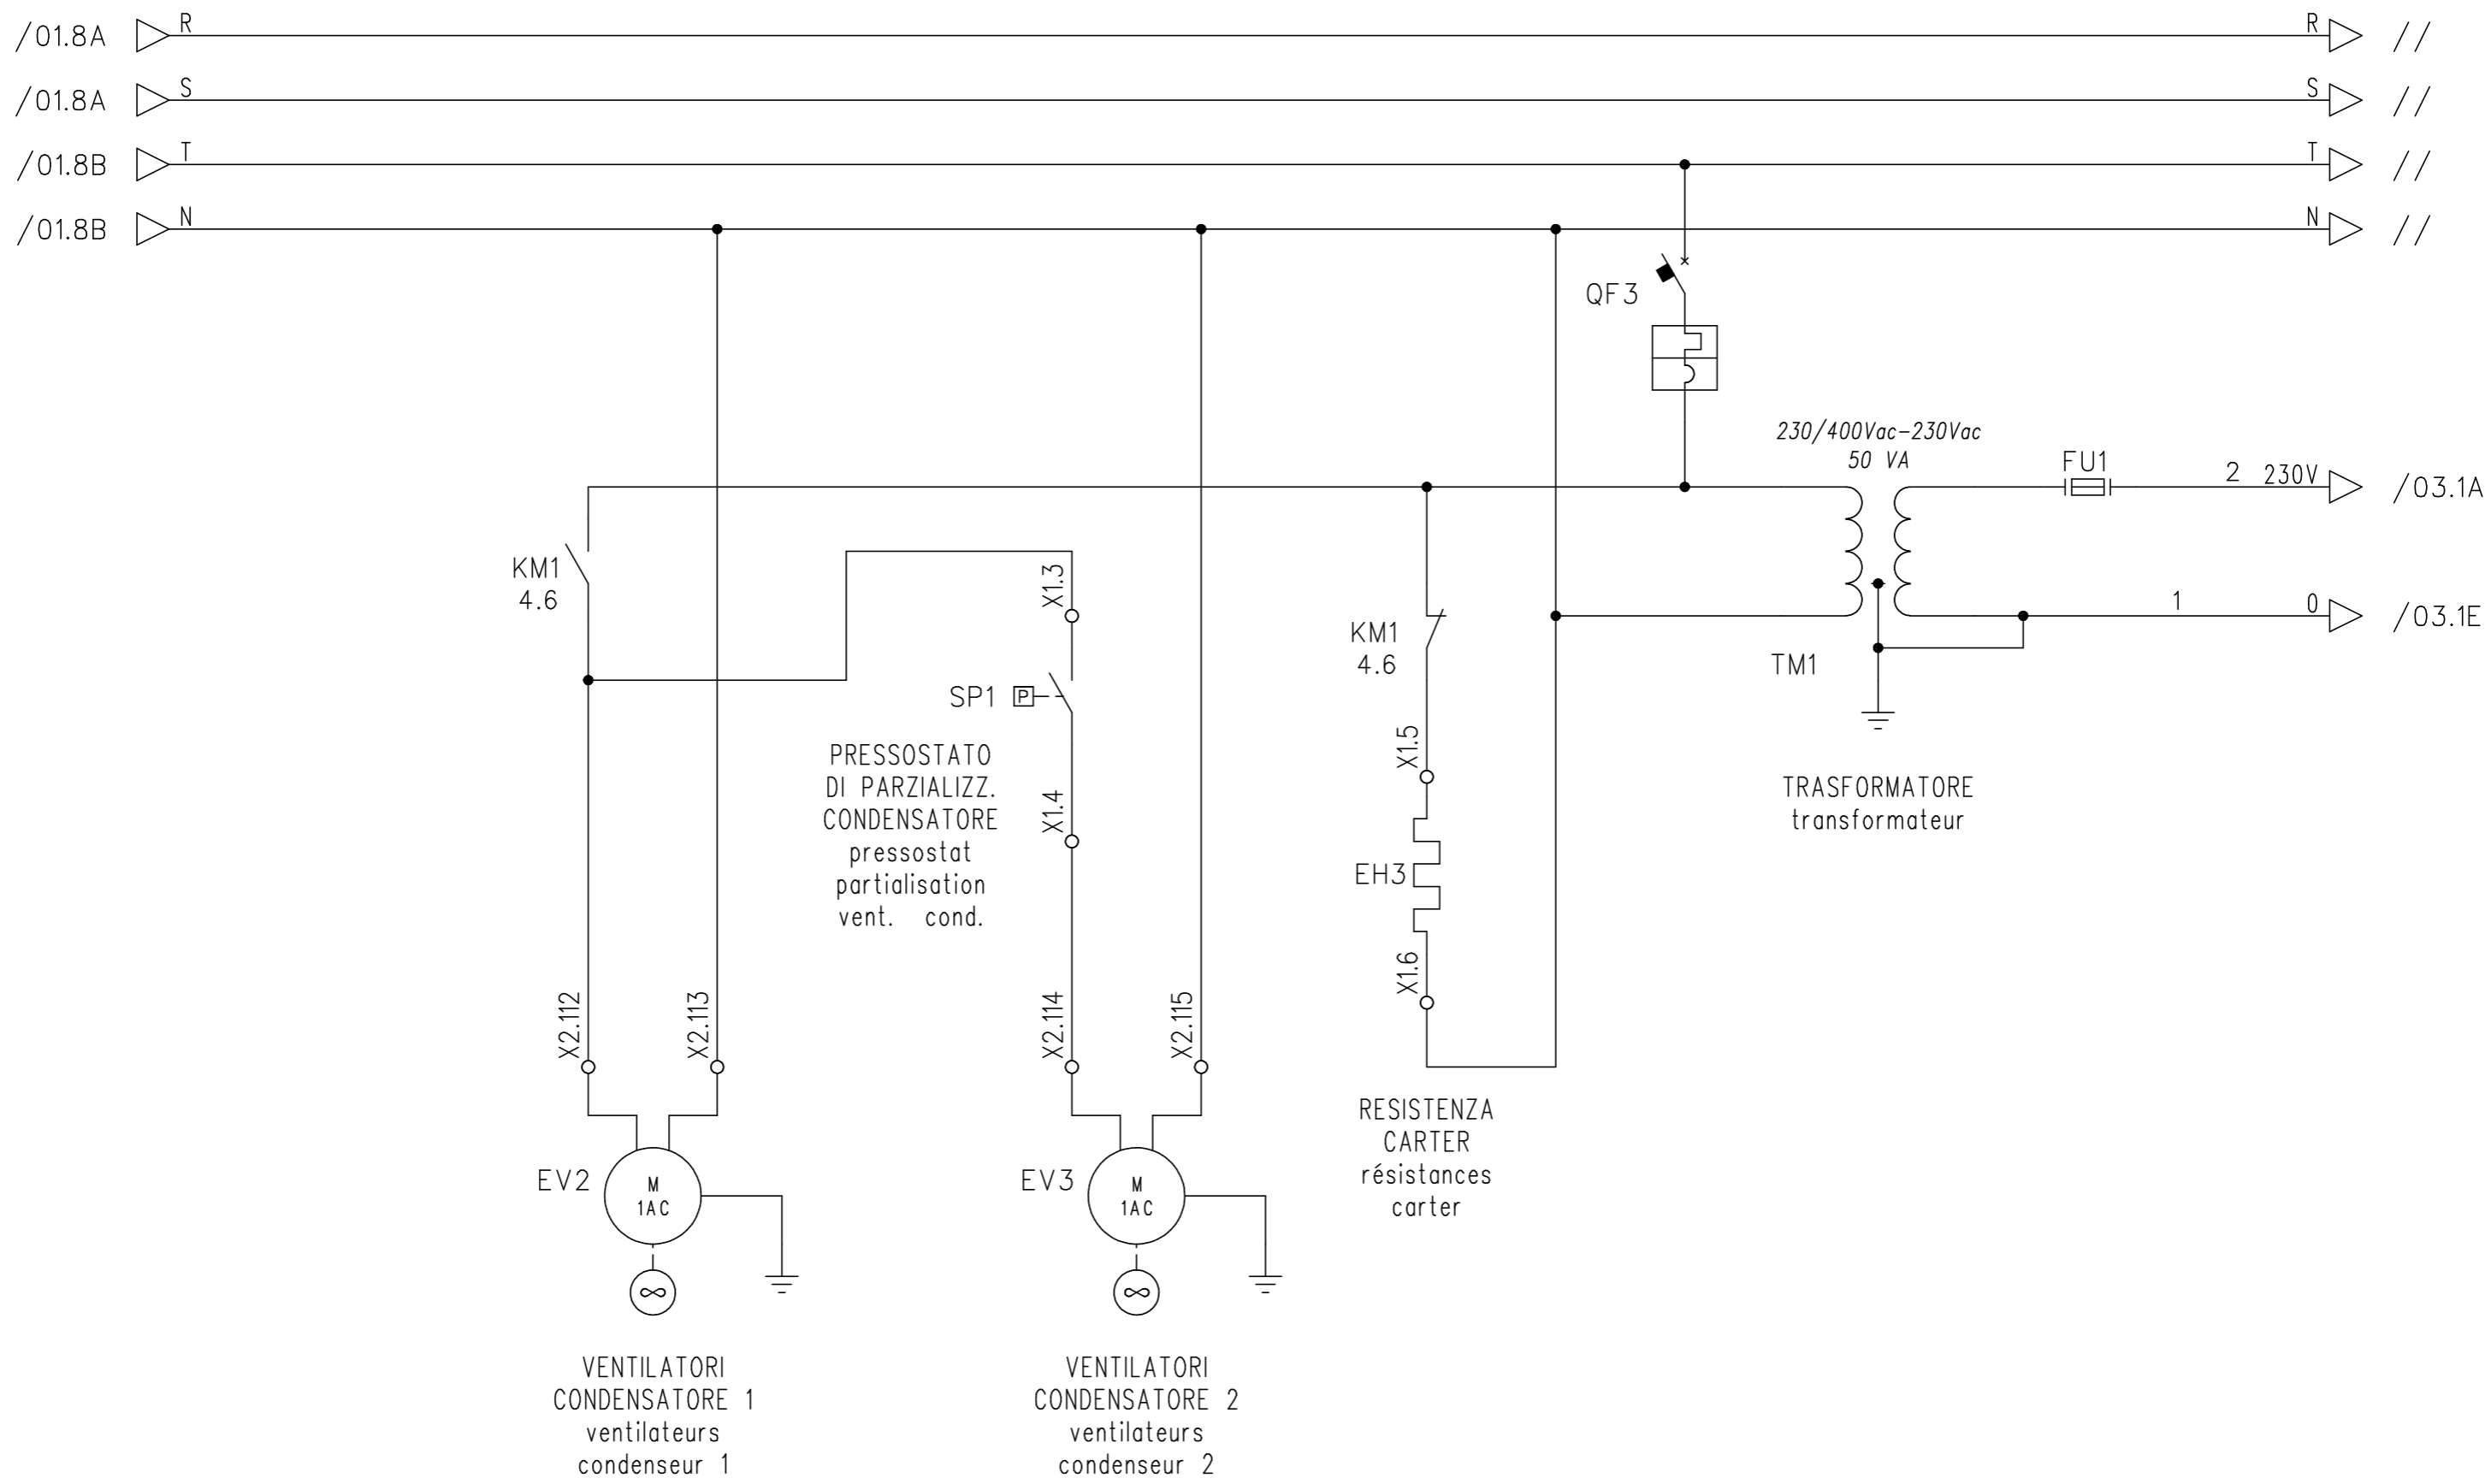 /01.8A R R //
/01.8A S S //
/01.8B T T //
/01.8B N N //
QF3
230/400Vac-230Vac
50 VA
FU1
2 230V /03.1A
KM1
4.6
X1.3
KM1
4.6
1 0 /03.1E
TM1
SP1 P
X1.5
PRESSOSTATO
DI PARZIALIZZ.
CONDENSATORE
pressostat
partialisation
vent. cond.
X1.4
TRASFORMATORE
transformateur
EH3
X1.6
X2.112
X2.113
X2.114
X2.115
RESISTENZA
CARTER
résistances
carter
EV2
M
1AC
EV3
M
1AC
VENTILATORI
CONDENSATORE 1
ventilateurs
condenseur 1
VENTILATORI
CONDENSATORE 2
ventilateurs
condenseur 2